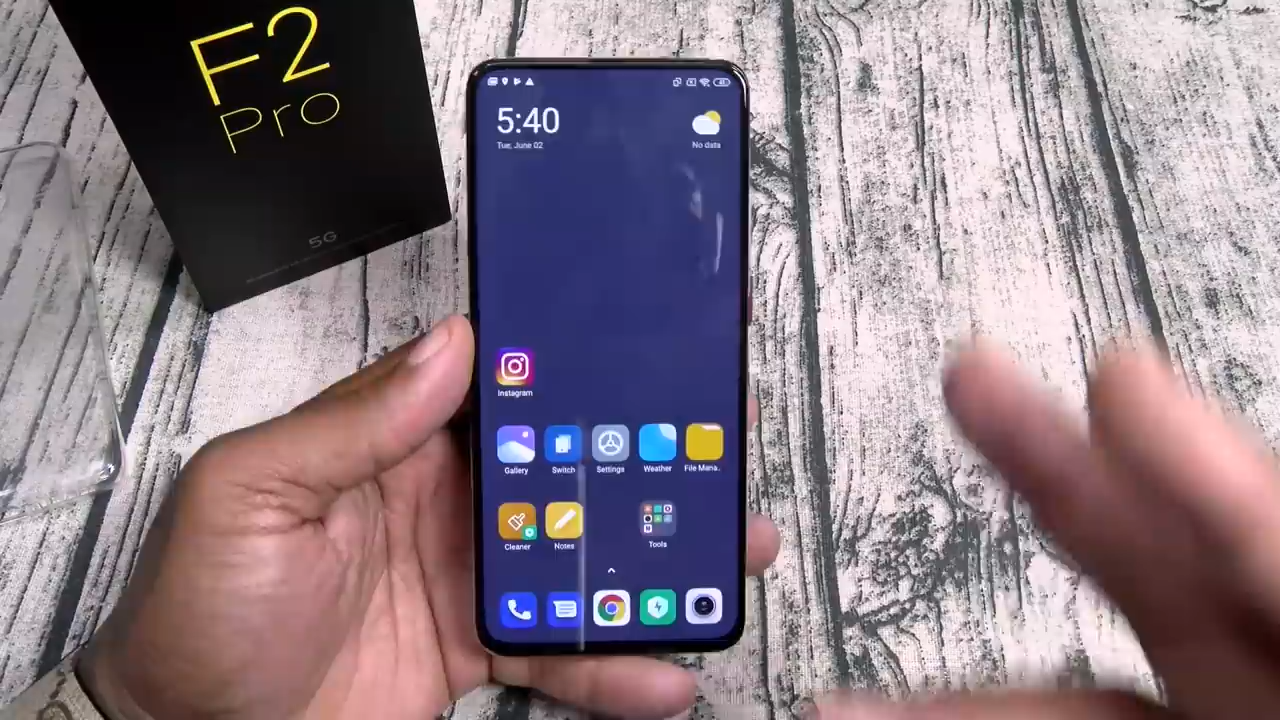 F2
Pro
5G
5:40
Tue, June 02
No data
Instagram
Gallery
Switch
Settings
Weather
File Mana..
Cleaner
Notes
Tools